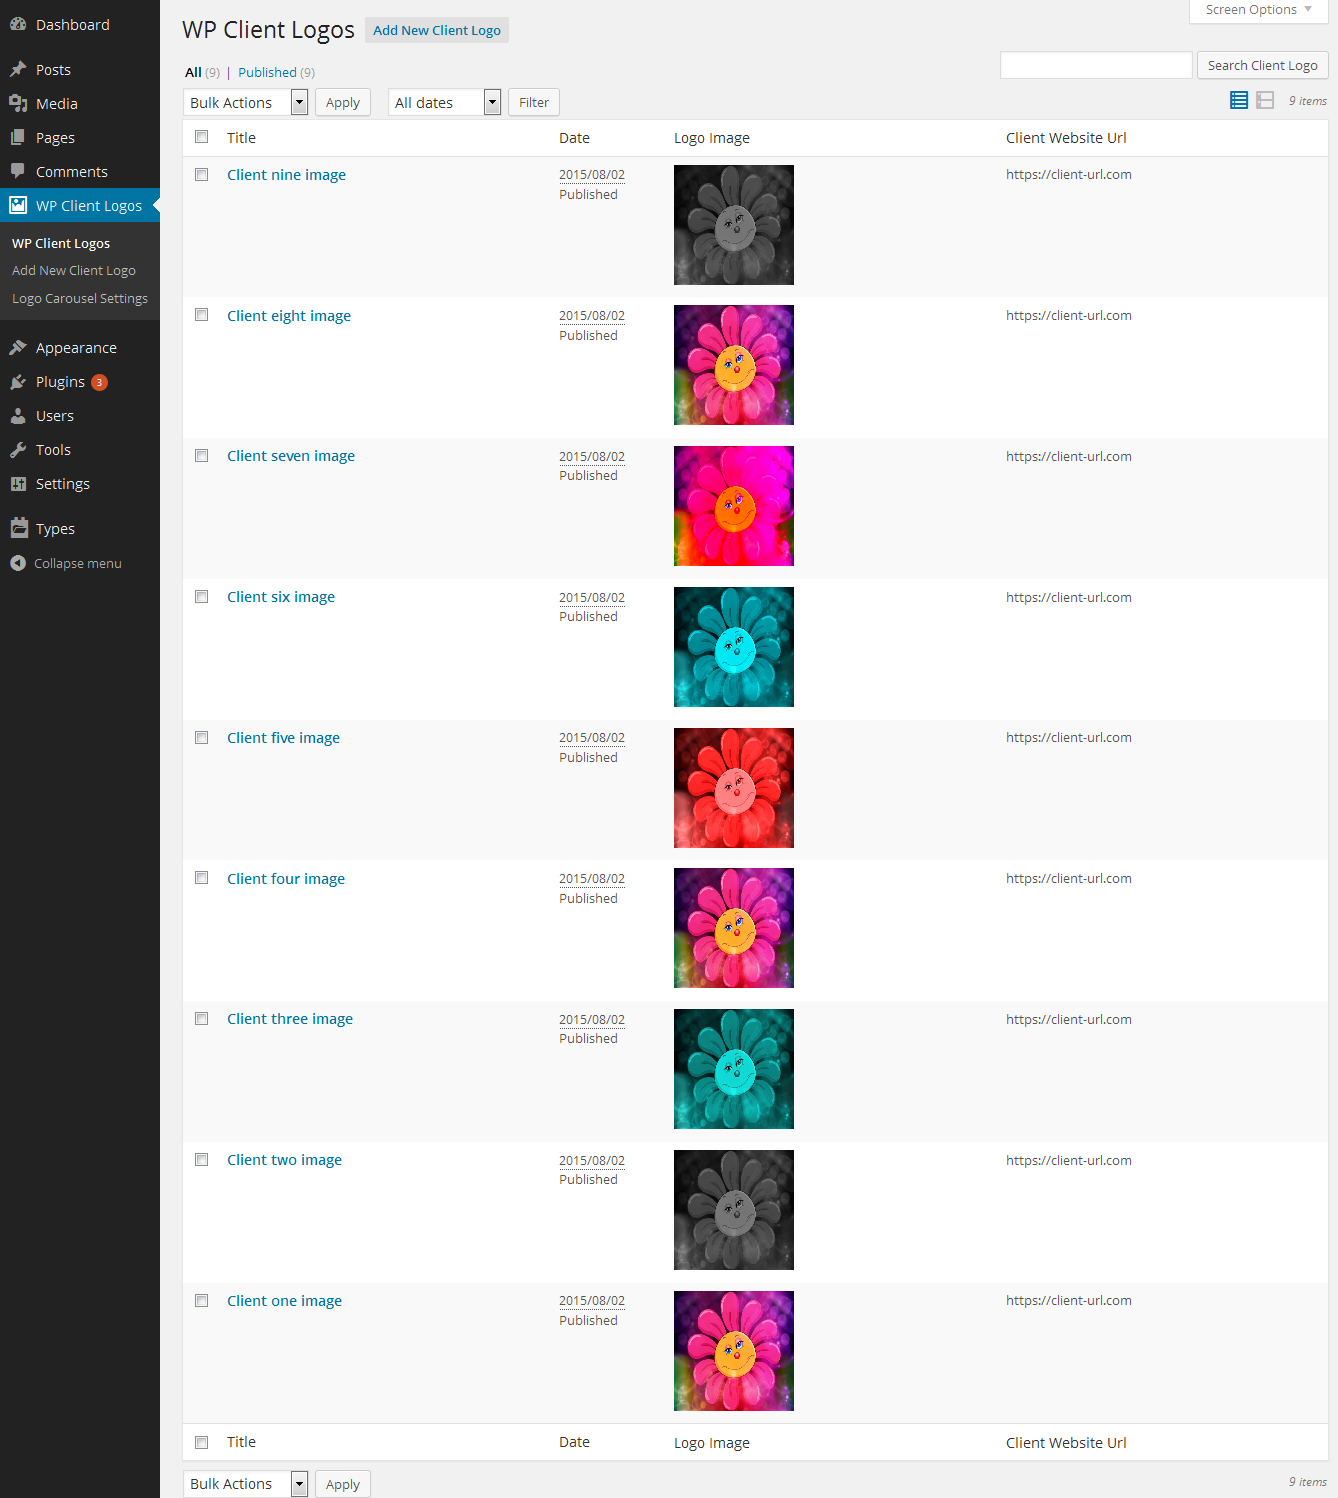 Dashboard
Posts
Media
Pages
Comments
WP Client Logos
WP Client Logos
Add New Client Logo
Logo Carousel Settings
Appearance
Plugins 3
Users
Tools
Settings
Types
Collapse menu
Screen Options
WP Client Logos Add New Client Logo
All (9) | Published (9)
Search Client Logo
Bulk Actions Apply All dates Filter
9 items
Title Date Logo Image Client Website Url
Client nine image 2015/08/02 https://client-url.com
Published
Client eight image 2015/08/02 https://client-url.com
Published
Client seven image 2015/08/02 https://client-url.com
Published
Client six image 2015/08/02 https://client-url.com
Published
Client five image 2015/08/02 https://client-url.com
Published
Client four image 2015/08/02 https://client-url.com
Published
Client three image 2015/08/02 https://client-url.com
Published
Client two image 2015/08/02 https://client-url.com
Published
Client one image 2015/08/02 https://client-url.com
Published
Title Date Logo Image Client Website Url
Bulk Actions Apply
9 items